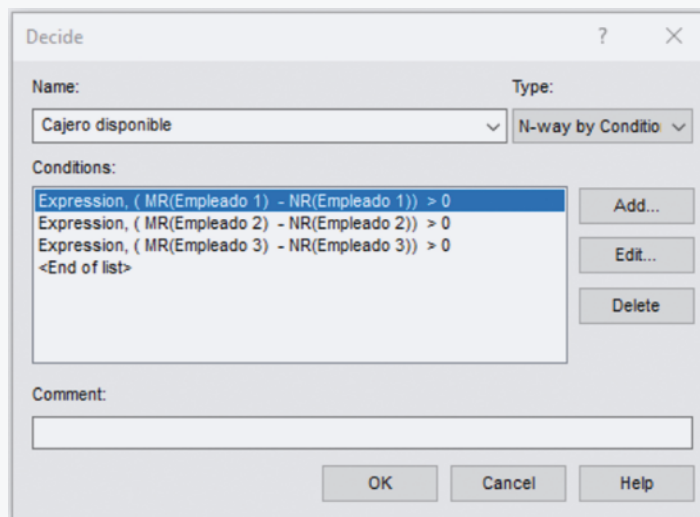 Decide ?
Name: Type:
Cajero disponible N-way by Conditio
Conditions:
Expression, ( MR(Empleado 1) - NR(Empleado 1)) > 0
Expression, ( MR(Empleado 2) - NR(Empleado 2)) > 0
Expression, ( MR(Empleado 3) - NR(Empleado 3)) > 0
<End of list>
Add...
Edit...
Delete
Comment:
OK Cancel Help